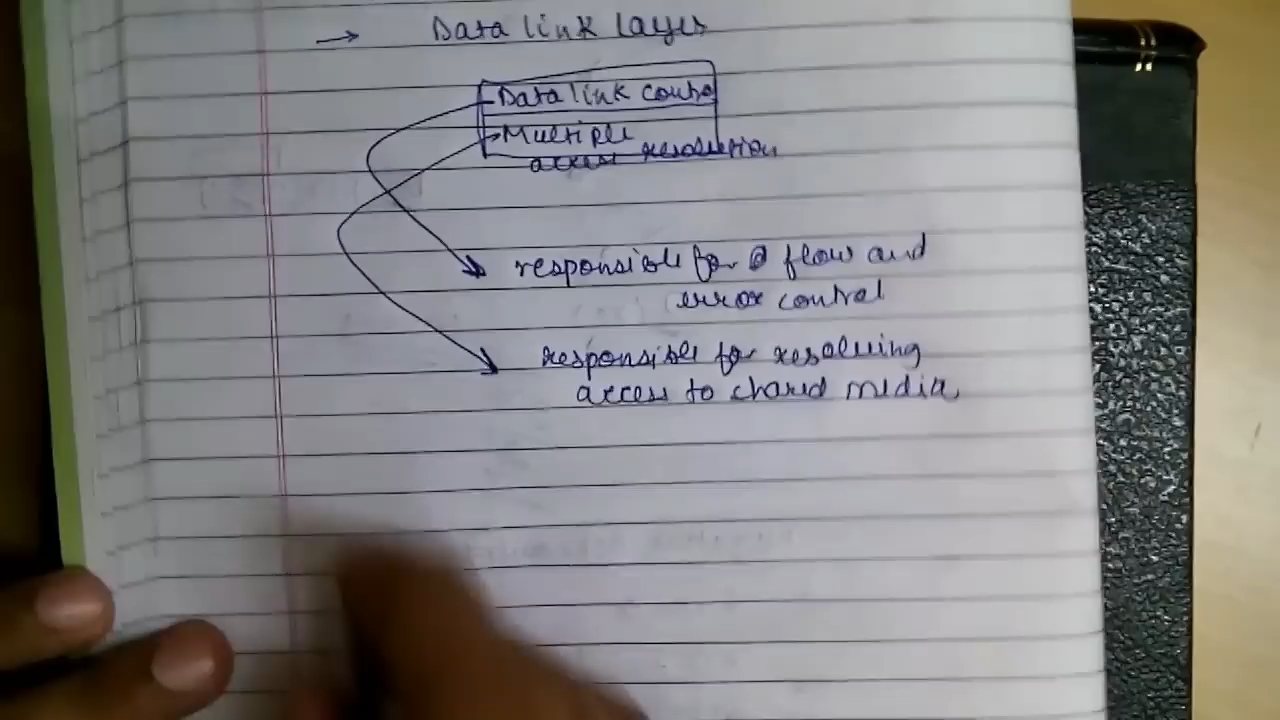 → Data link layer
Data link control
Multiple
access resolution
responsible for flow and
error control
responsible for resolving
access to shared media